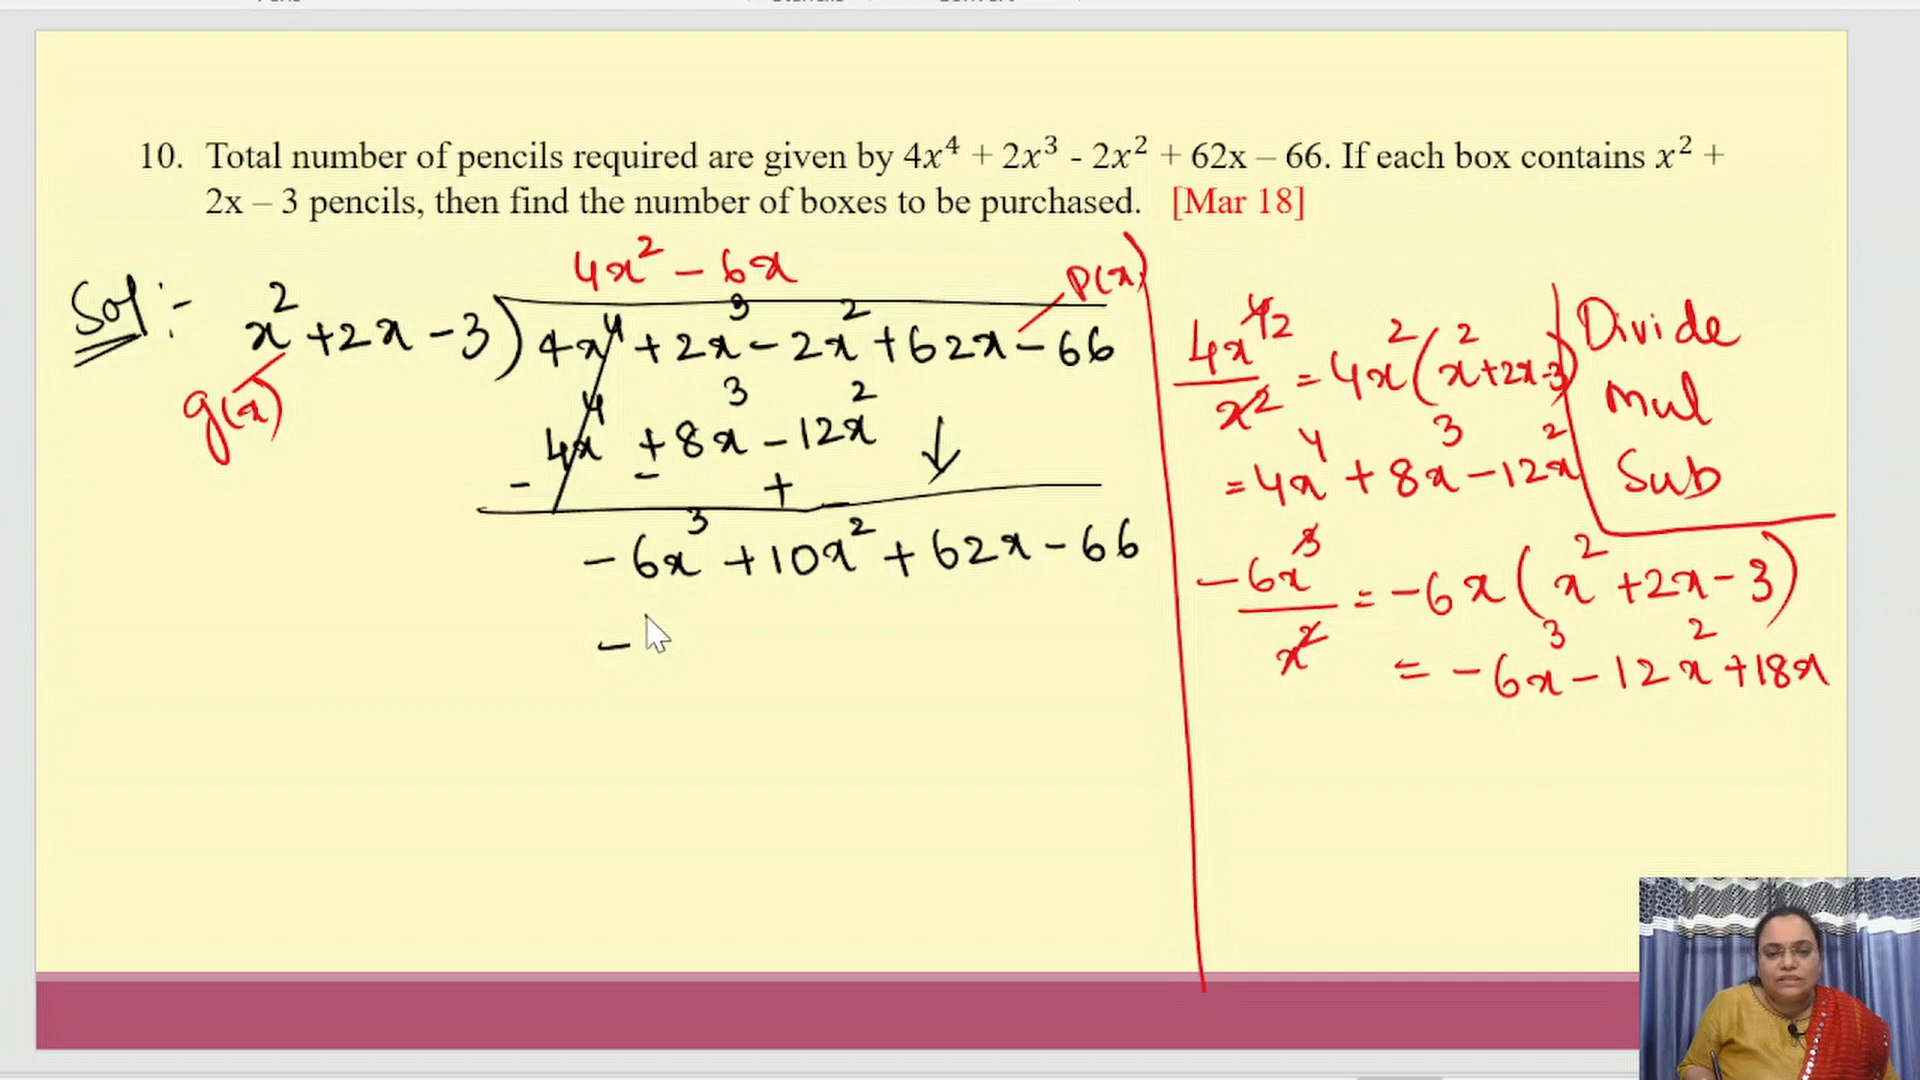 10. Total number of pencils required are given by 4x⁴ + 2x³ - 2x² + 62x – 66. If each box contains x² +
2x – 3 pencils, then find the number of boxes to be purchased. [Mar 18]
Sol :-
4x² - 6x
P(x)
x² + 2x - 3 ) 4x⁴ + 2x³ - 2x² + 62x - 66
g(x)
4x⁴ + 8x³ - 12x²
- - +
- 6x³ + 10x² + 62x - 66
-
4x⁴² / x² = 4x² (x² + 2x - 3)
= 4x⁴ + 8x³ - 12x²
Divide
Mul
Sub
- 6x³ / x² = - 6x (x² + 2x - 3)
= - 6x³ - 12x² + 18x